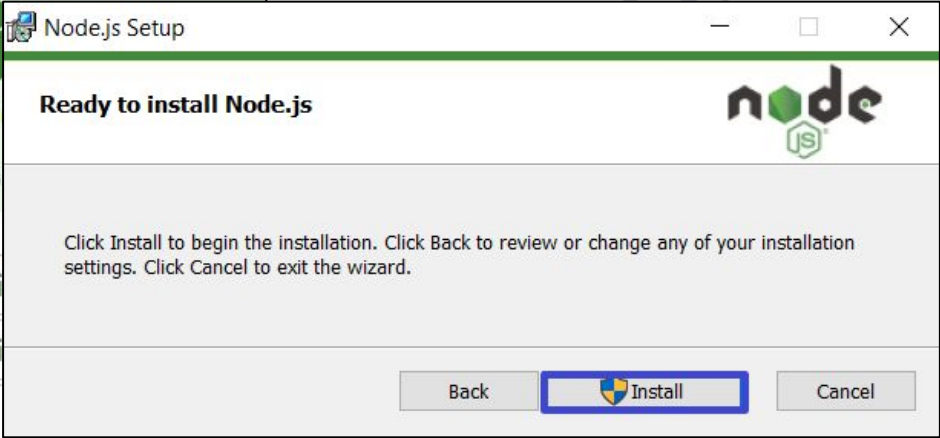 Node.js Setup
Ready to install Node.js
node
JS
Click Install to begin the installation. Click Back to review or change any of your installation
settings. Click Cancel to exit the wizard.
Back Install Cancel